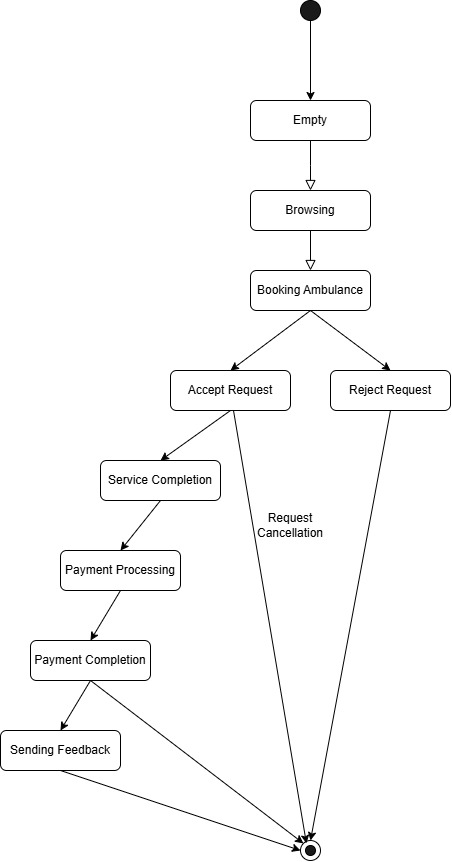 Empty
Browsing
Booking Ambulance
Accept Request
Reject Request
Service Completion
Request
Cancellation
Payment Processing
Payment Completion
Sending Feedback